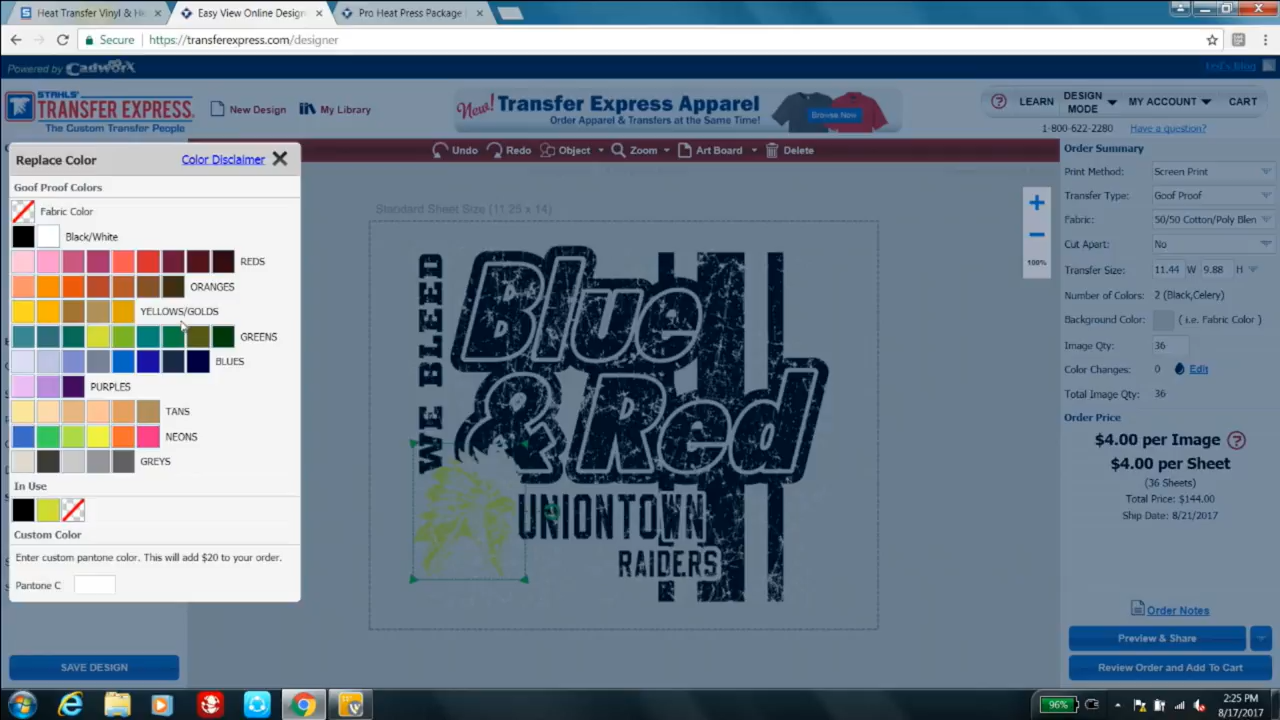 Heat Transfer Vinyl & He
Easy View Online Design
Pro Heat Press Package
Secure
https://transferexpress.com/designer
Powered by CadworX
STAHLS'
TRANSFER EXPRESS.
The Custom Transfer People
New Design
My Library
New! Transfer Express Apparel
Order Apparel & Transfers at the Same Time!
Browse Now
LEARN
DESIGN MODE
MY ACCOUNT
CART
1-800-622-2280
Have a question?
Undo
Redo
Object
Zoom
Art Board
Delete
Replace Color
Color Disclaimer
Goof Proof Colors
Fabric Color
Black/White
REDS
ORANGES
YELLOWS/GOLDS
GREENS
BLUES
PURPLES
TANS
NEONS
GREYS
In Use
Custom Color
Enter custom pantone color. This will add $20 to your order.
Pantone C
SAVE DESIGN
Standard Sheet Size (11.25 x 14)
WE BLEED
Blue
& Red
UNIONTOWN
RAIDERS
100%
Order Summary
Print Method: Screen Print
Transfer Type: Goof Proof
Fabric: 50/50 Cotton/Poly Blen
Cut Apart: No
Transfer Size: 11.44 W 9.88 H
Number of Colors: 2 (Black,Celery)
Background Color: ( i.e. Fabric Color )
Image Qty: 36
Color Changes: 0 Edit
Total Image Qty: 36
Order Price
$4.00 per Image
$4.00 per Sheet
(36 Sheets)
Total Price: $144.00
Ship Date: 8/21/2017
Order Notes
Preview & Share
Review Order and Add To Cart
96%
2:25 PM
8/17/2017